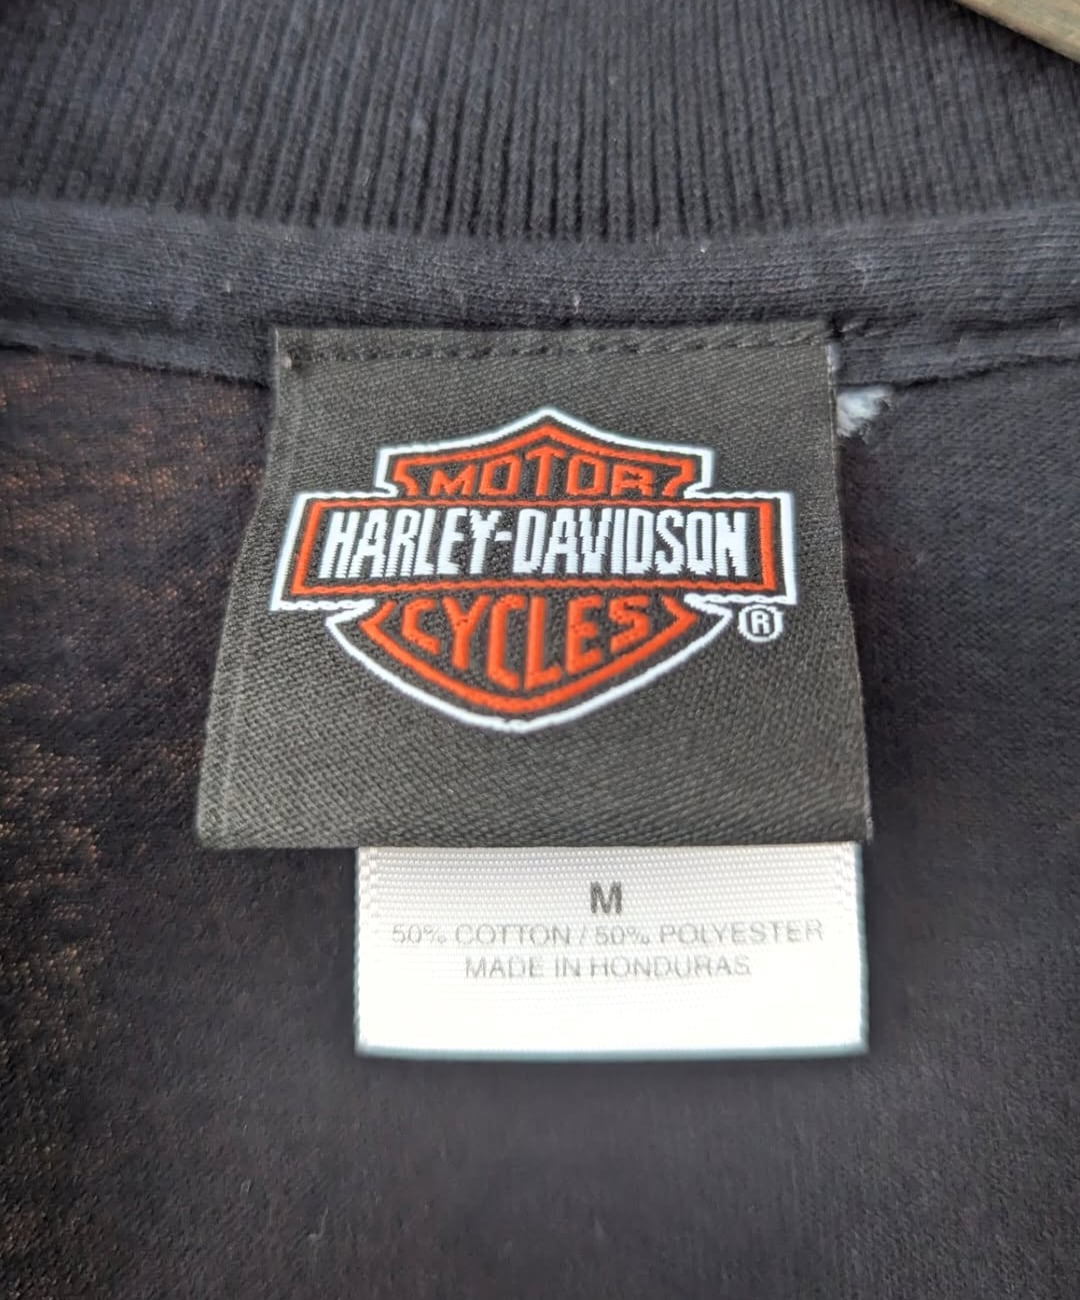 MOTOR
HARLEY-DAVIDSON
CYCLES
®
M
50% COTTON / 50% POLYESTER
MADE IN HONDURAS